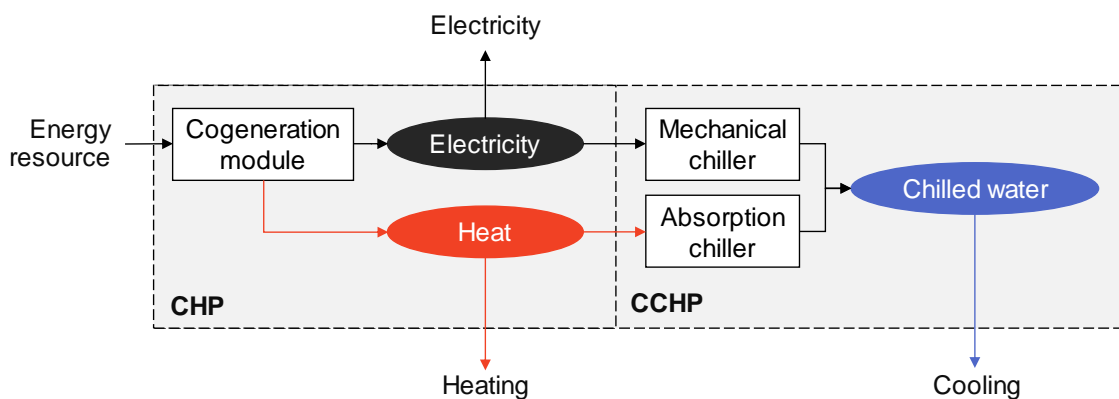 Electricity
Energy
resource
Cogeneration
module
Electricity
Mechanical
chiller
Chilled water
Heat
Absorption
chiller
CHP
CCHP
Heating
Cooling